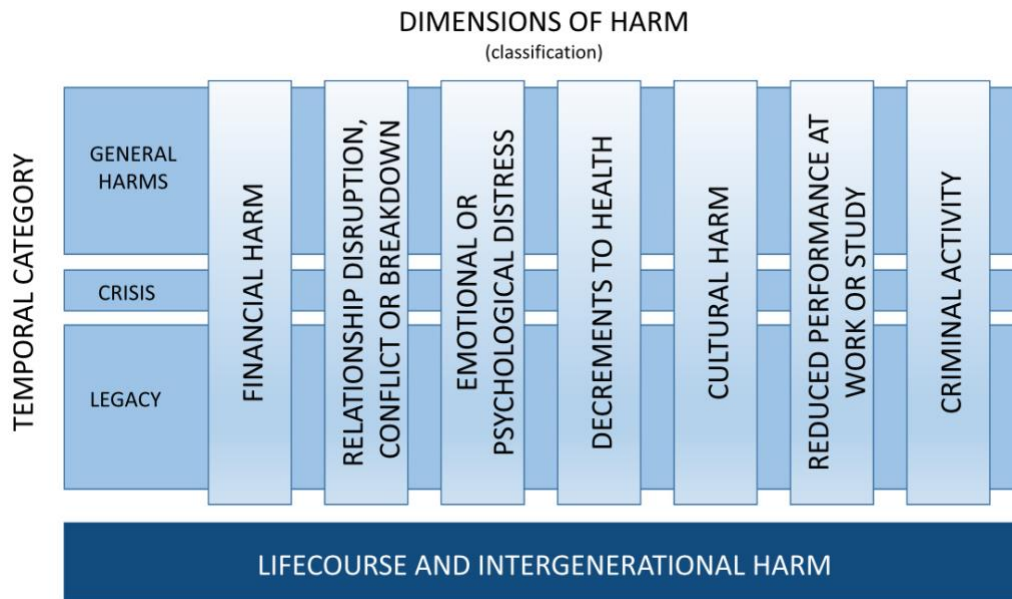 DIMENSIONS OF HARM
(classification)
TEMPORAL CATEGORY
GENERAL
HARMS
CRISIS
LEGACY
FINANCIAL HARM
RELATIONSHIP DISRUPTION,
CONFLICT OR BREAKDOWN
EMOTIONAL OR
PSYCHOLOGICAL DISTRESS
DECREMENTS TO HEALTH
CULTURAL HARM
REDUCED PERFORMANCE AT
WORK OR STUDY
CRIMINAL ACTIVITY
LIFECOURSE AND INTERGENERATIONAL HARM